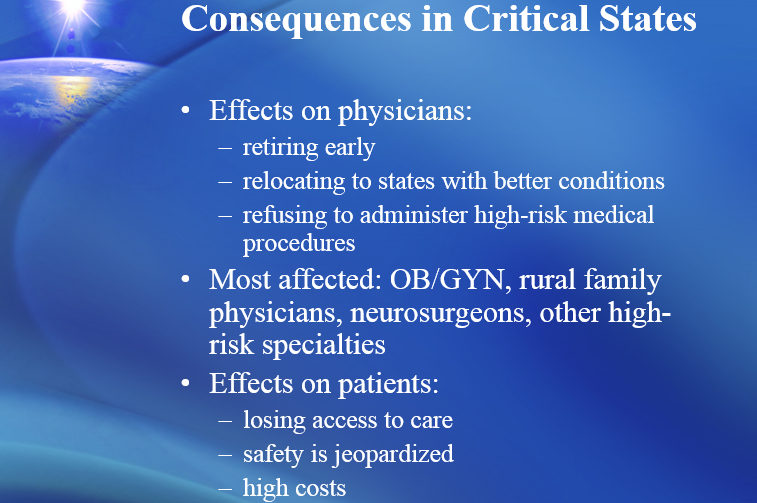 Consequences in Critical States
• Effects on physicians:
– retiring early
– relocating to states with better conditions
– refusing to administer high-risk medical
procedures
• Most affected: OB/GYN, rural family
physicians, neurosurgeons, other high-
risk specialties
• Effects on patients:
– losing access to care
– safety is jeopardized
– high costs